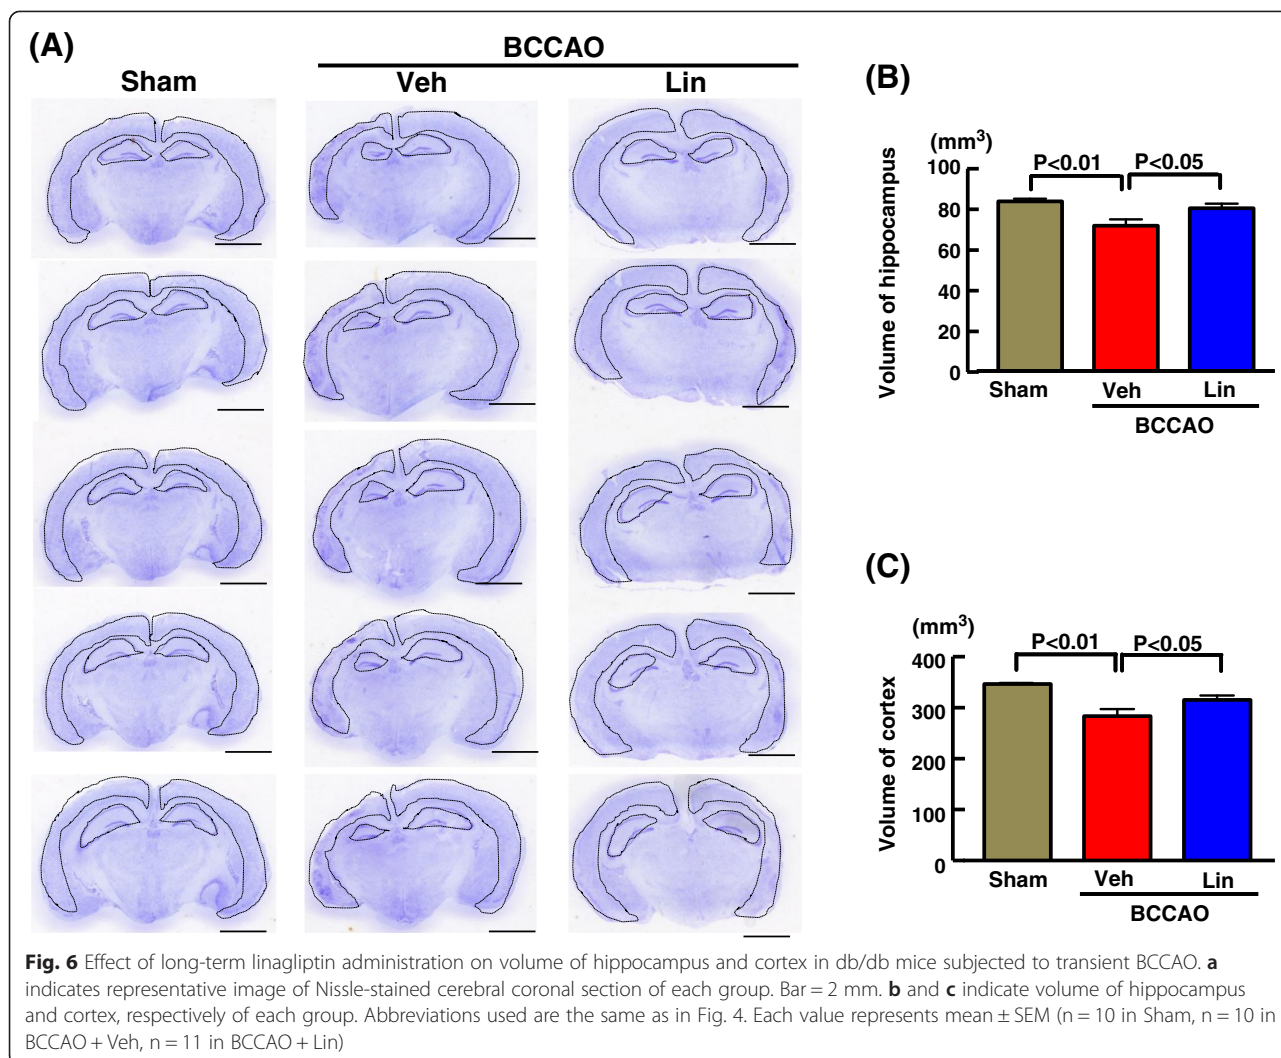 (A)
BCCAO
Sham
Veh
Lin
(B)
(mm³)
100
80
60
40
20
0
Volume of hippocampus
P<0.01
P<0.05
Sham
Veh
Lin
BCCAO
(C)
(mm³)
400
300
200
100
0
Volume of cortex
P<0.01
P<0.05
Sham
Veh
Lin
BCCAO
Fig. 6 Effect of long-term linagliptin administration on volume of hippocampus and cortex in db/db mice subjected to transient BCCAO. a
indicates representative image of Nissle-stained cerebral coronal section of each group. Bar = 2 mm. b and c indicate volume of hippocampus
and cortex, respectively of each group. Abbreviations used are the same as in Fig. 4. Each value represents mean ± SEM (n = 10 in Sham, n = 10 in
BCCAO + Veh, n = 11 in BCCAO + Lin)